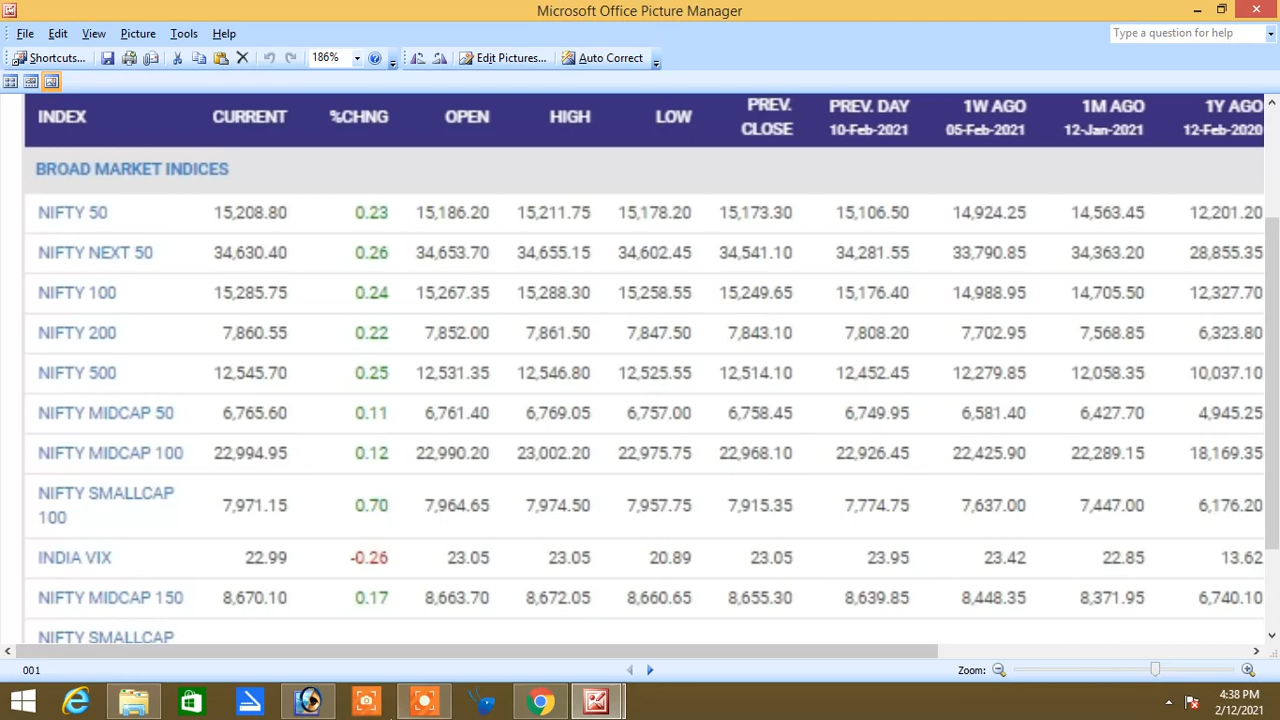 Microsoft Office Picture Manager
File Edit View Picture Tools Help
Type a question for help
Shortcuts... 186% Edit Pictures... Auto Correct
INDEX CURRENT %CHNG OPEN HIGH LOW PREV. CLOSE PREV. DAY 10-Feb-2021 1W AGO 05-Feb-2021 1M AGO 12-Jan-2021 1Y AGO 12-Feb-2020
BROAD MARKET INDICES
NIFTY 50 15,208.80 0.23 15,186.20 15,211.75 15,178.20 15,173.30 15,106.50 14,924.25 14,563.45 12,201.20
NIFTY NEXT 50 34,630.40 0.26 34,653.70 34,655.15 34,602.45 34,541.10 34,281.55 33,790.85 34,363.20 28,855.35
NIFTY 100 15,285.75 0.24 15,267.35 15,288.30 15,258.55 15,249.65 15,176.40 14,988.95 14,705.50 12,327.70
NIFTY 200 7,860.55 0.22 7,852.00 7,861.50 7,847.50 7,843.10 7,808.20 7,702.95 7,568.85 6,323.80
NIFTY 500 12,545.70 0.25 12,531.35 12,546.80 12,525.55 12,514.10 12,452.45 12,279.85 12,058.35 10,037.10
NIFTY MIDCAP 50 6,765.60 0.11 6,761.40 6,769.05 6,757.00 6,758.45 6,749.95 6,581.40 6,427.70 4,945.25
NIFTY MIDCAP 100 22,994.95 0.12 22,990.20 23,002.20 22,975.75 22,968.10 22,926.45 22,425.90 22,289.15 18,169.35
NIFTY SMALLCAP 100 7,971.15 0.70 7,964.65 7,974.50 7,957.75 7,915.35 7,774.75 7,637.00 7,447.00 6,176.20
INDIA VIX 22.99 -0.26 23.05 23.05 20.89 23.05 23.95 23.42 22.85 13.62
NIFTY MIDCAP 150 8,670.10 0.17 8,663.70 8,672.05 8,660.65 8,655.30 8,639.85 8,448.35 8,371.95 6,740.10
NIFTY SMALLCAP
001 Zoom:
4:38 PM
2/12/2021